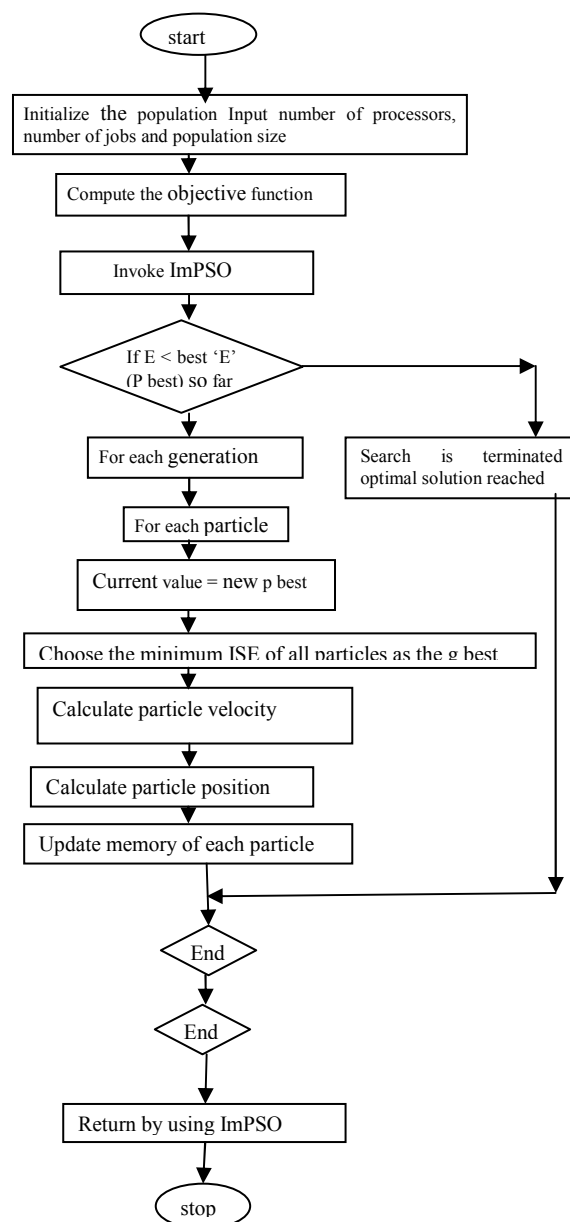 start
Initialize the population Input number of processors,
number of jobs and population size
Compute the objective function
Invoke ImPSO
If E < best ‘E’
(P best) so far
For each generation
Search is terminated
optimal solution reached
For each particle
Current value = new p best
Choose the minimum ISE of all particles as the g best
Calculate particle velocity
Calculate particle position
Update memory of each particle
End
End
Return by using ImPSO
stop